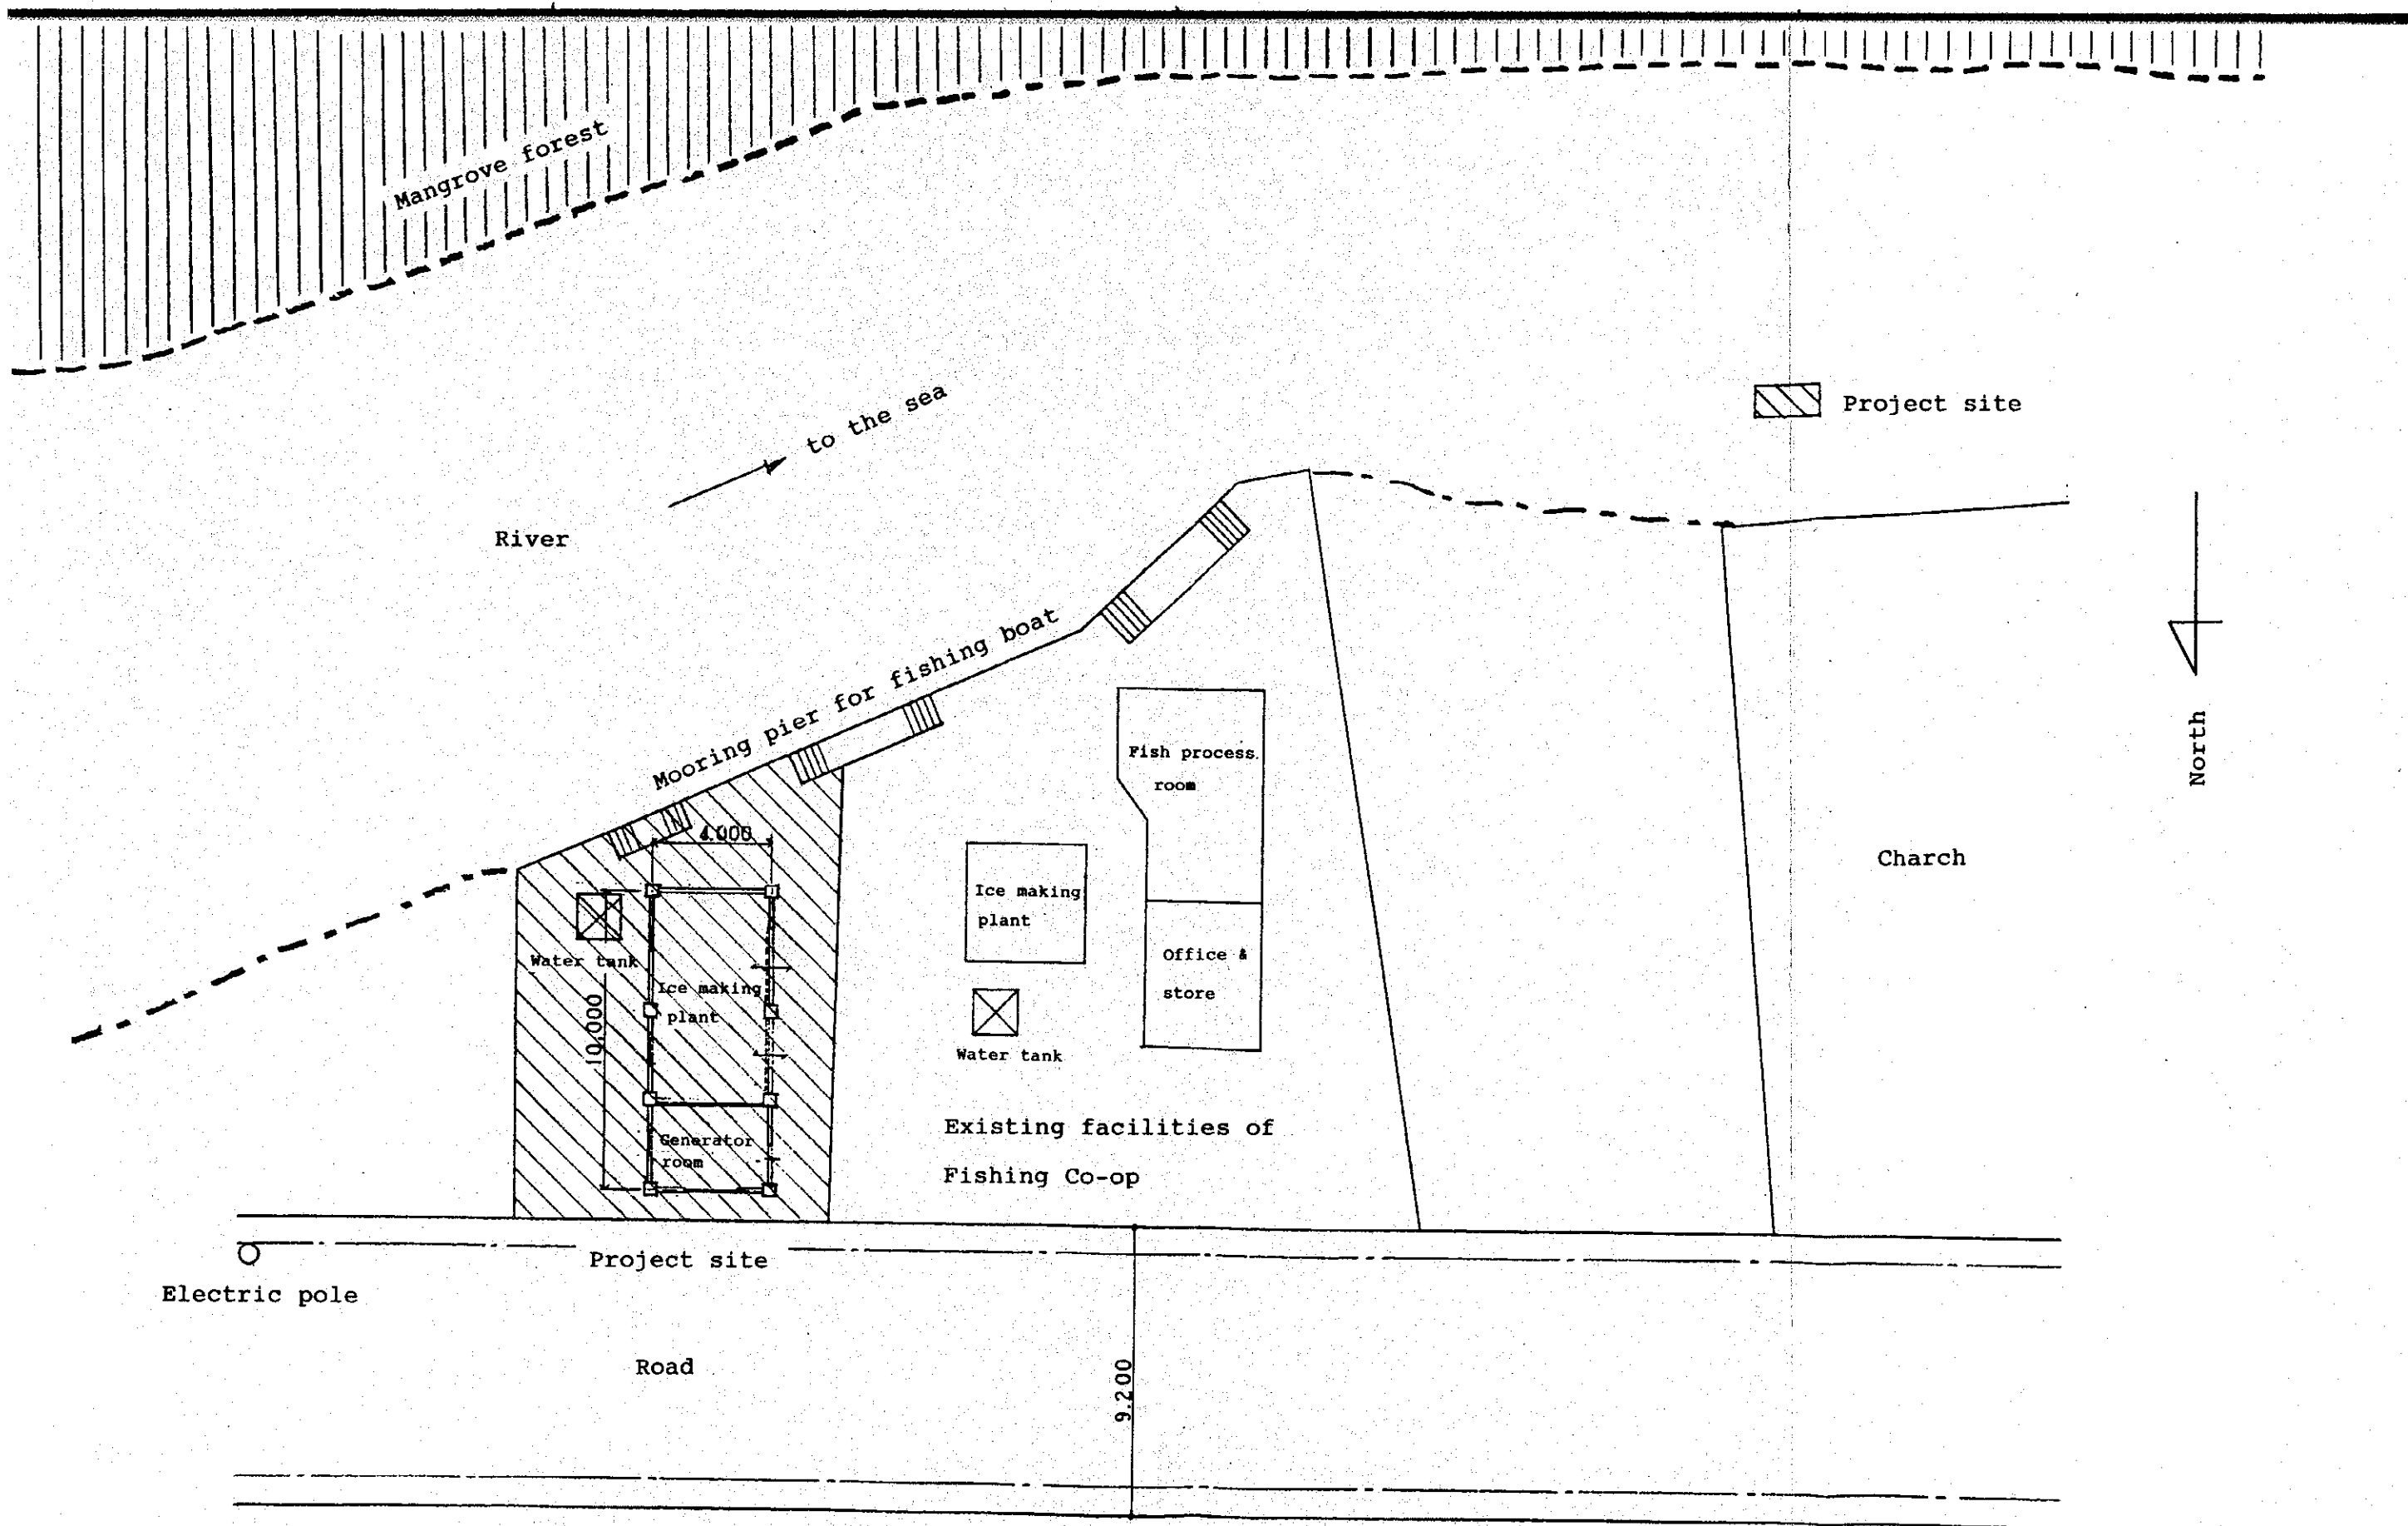 Mangrove forest
to the sea
Project site
River
Mooring pier for fishing boat
North
Fish process.
room
4.000
Charch
Ice making
plant
Office &
store
Water tank
Ice making
plant
10.000
Water tank
Generator
room
Existing facilities of
Fishing Co-op
Project site
Electric pole
Road
9.200